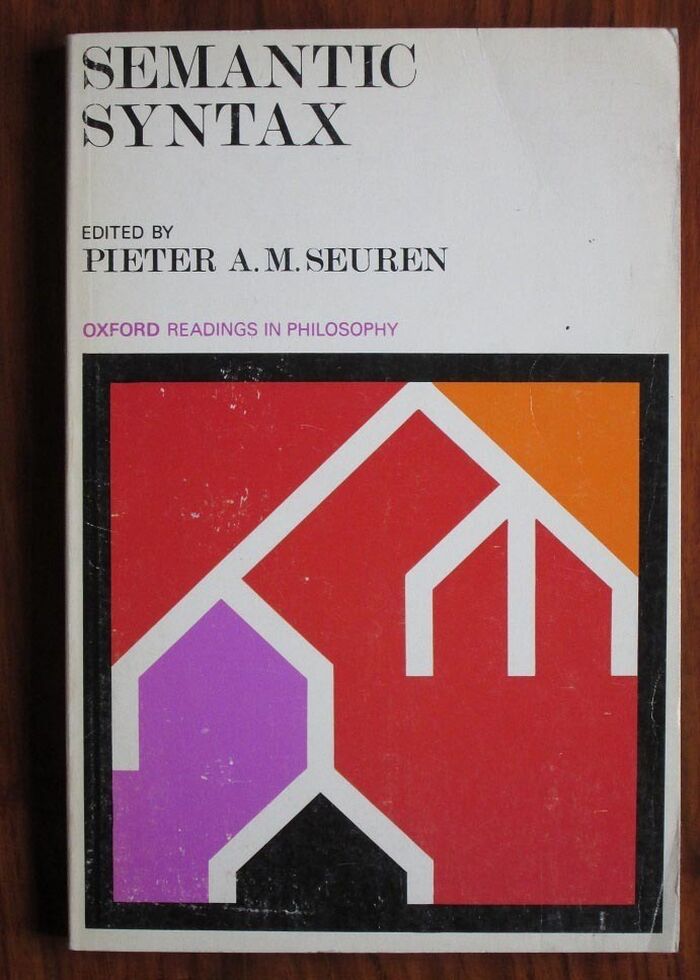 SEMANTIC
SYNTAX
EDITED BY
PIETER A. M. SEUREN
OXFORD READINGS IN PHILOSOPHY